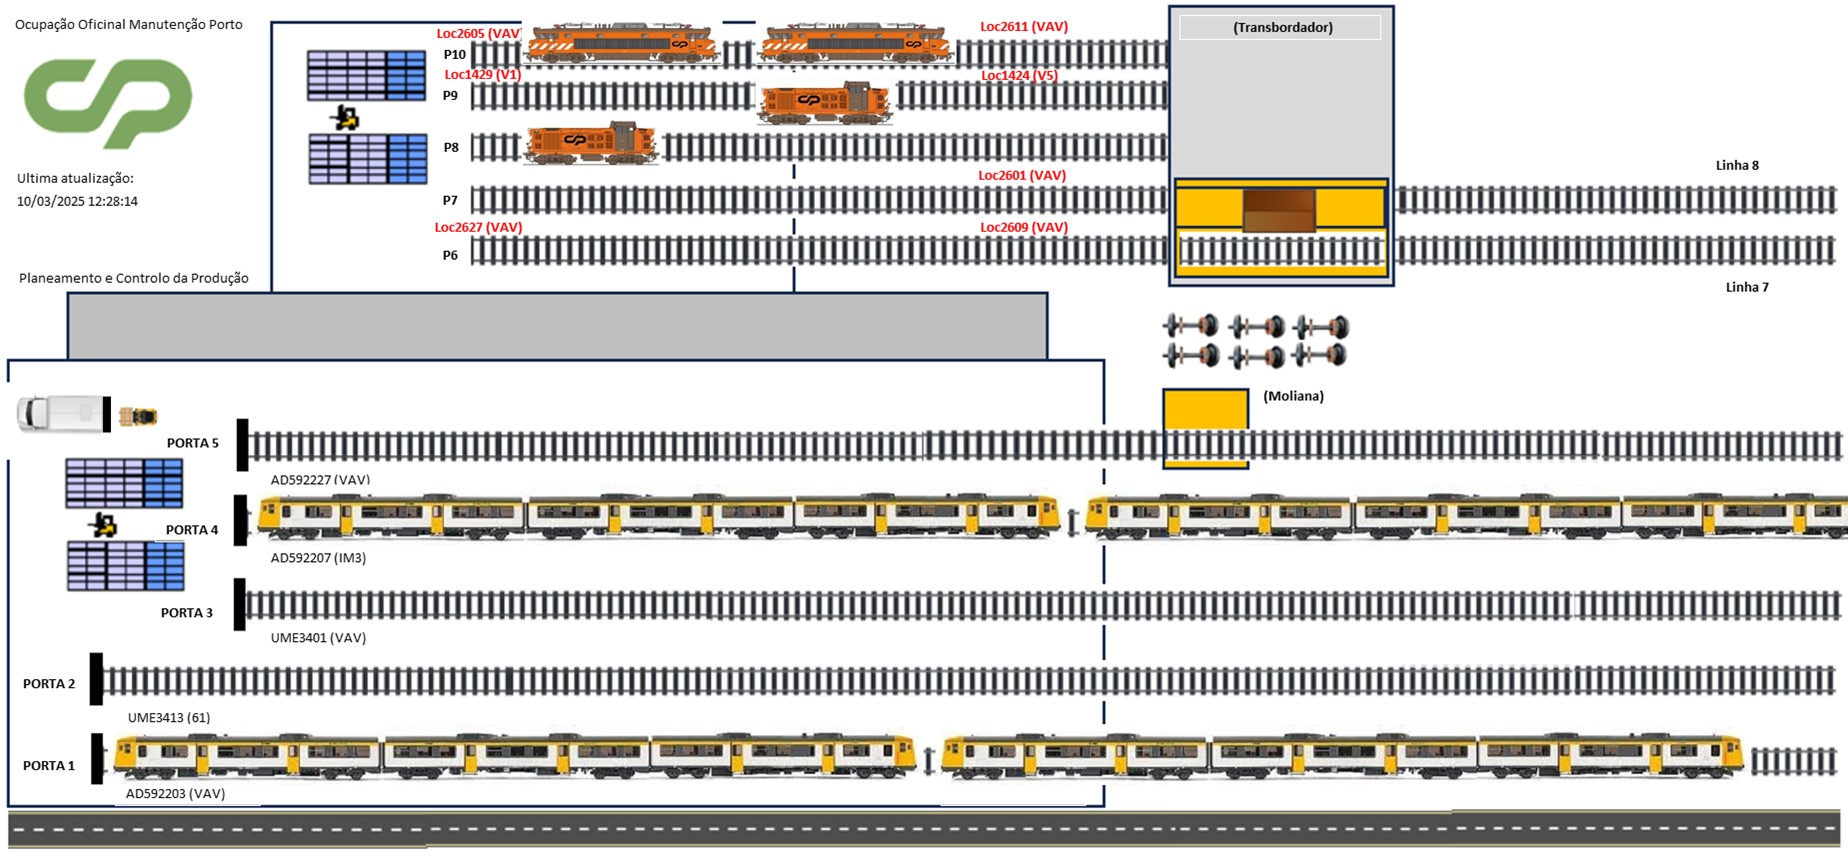 Ocupação Oficinal Manutenção Porto
Loc2605 (VAV)
Loc2611 (VAV)
(Transbordador)
P10
Loc1429 (V1)
Loc1424 (V5)
P9
P8
Linha 8
Ultima atualização:
10/03/2025 12:28:14
Loc2601 (VAV)
P7
Loc2627 (VAV)
Loc2609 (VAV)
P6
Planeamento e Controlo da Produção
Linha 7
(Moliana)
PORTA 5
AD592227 (VAV)
PORTA 4
AD592207 (IM3)
PORTA 3
UME3401 (VAV)
PORTA 2
UME3413 (61)
PORTA 1
AD592203 (VAV)